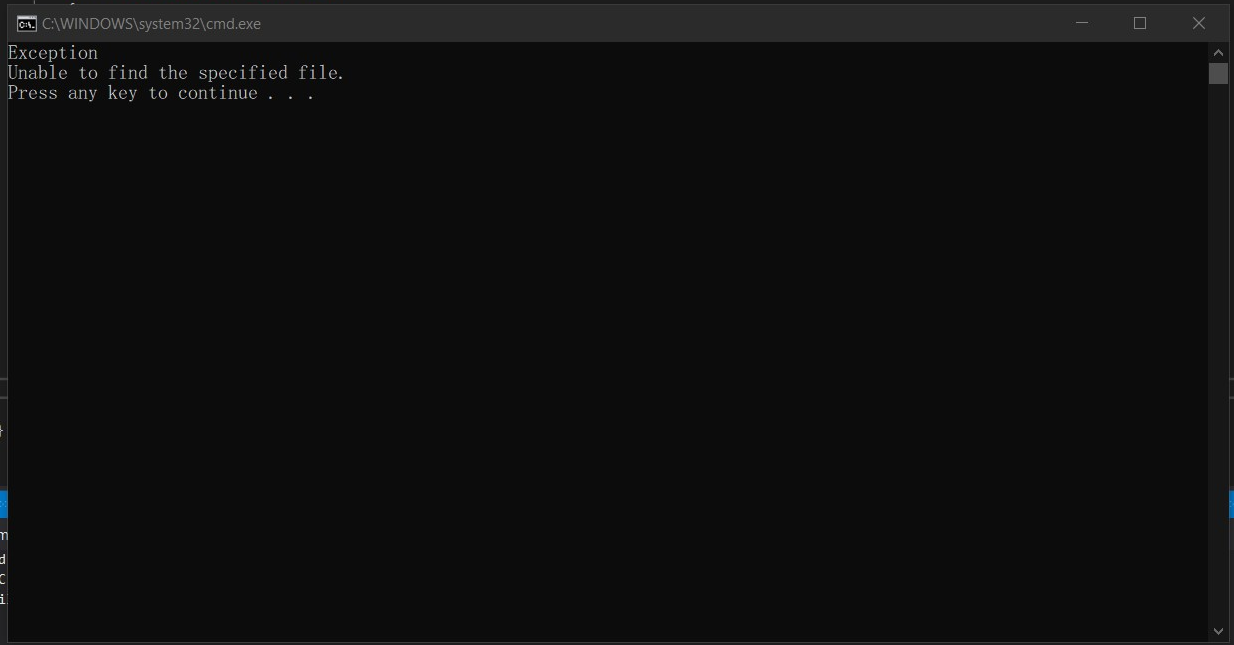 C:\WINDOWS\system32\cmd.exe
Exception
Unable to find the specified file.
Press any key to continue . . .